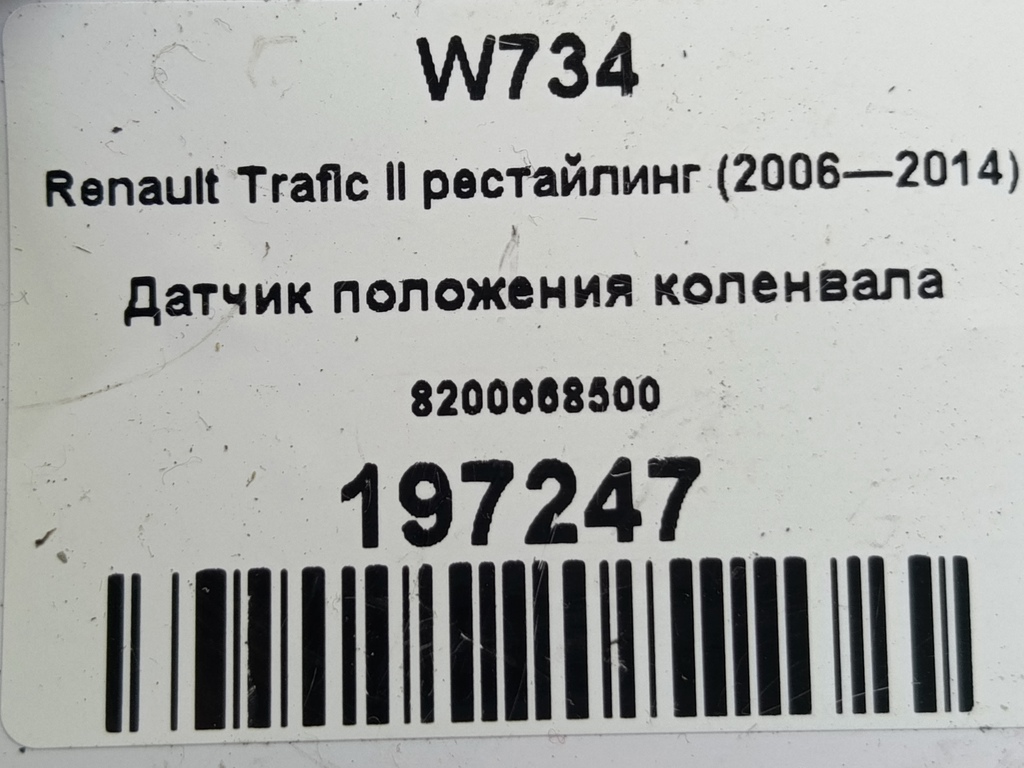 W734
Renault Trafic II рестайлинг (2006—2014)
Датчик положения коленвала
8200668500
197247